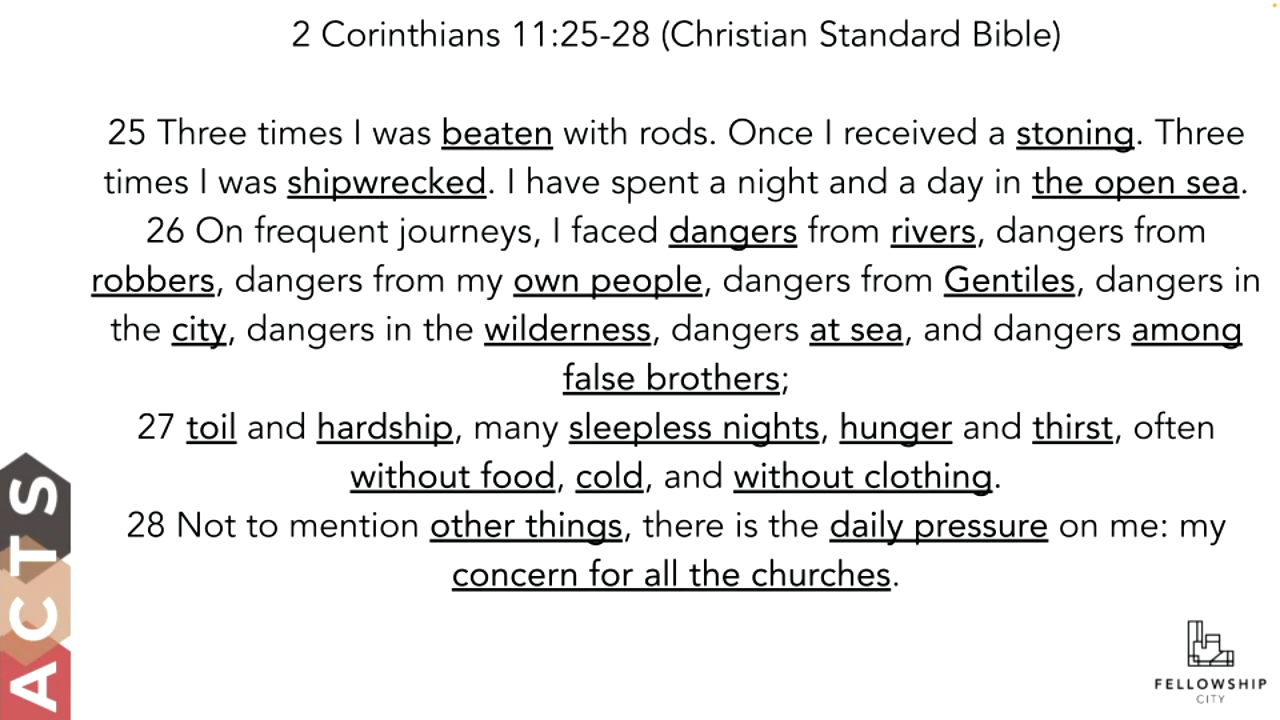 2 Corinthians 11:25-28 (Christian Standard Bible)
25 Three times I was beaten with rods. Once I received a stoning. Three
times I was shipwrecked. I have spent a night and a day in the open sea.
26 On frequent journeys, I faced dangers from rivers, dangers from
robbers, dangers from my own people, dangers from Gentiles, dangers in
the city, dangers in the wilderness, dangers at sea, and dangers among
false brothers;
27 toil and hardship, many sleepless nights, hunger and thirst, often
without food, cold, and without clothing.
28 Not to mention other things, there is the daily pressure on me: my
concern for all the churches.
ACTS
FELLOWSHIP
CITY